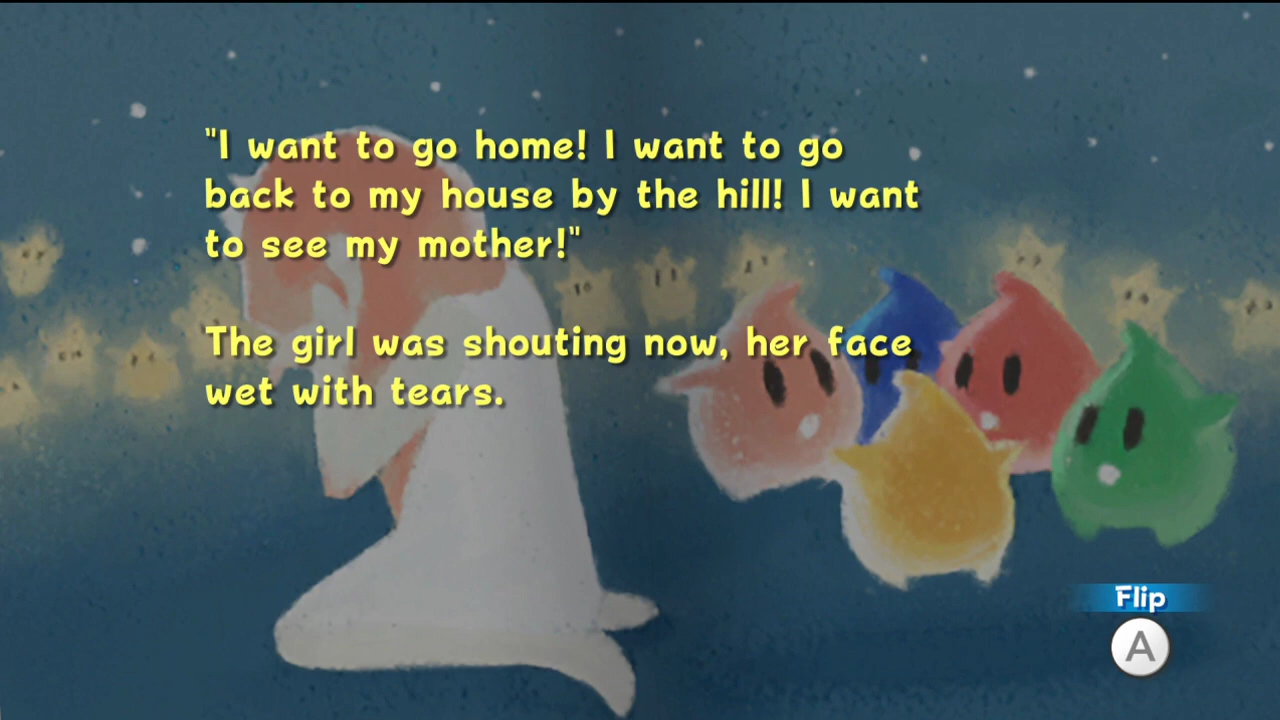 "I want to go home! I want to go
back to my house by the hill! I want
to see my mother!"
The girl was shouting now, her face
wet with tears.
Flip
A